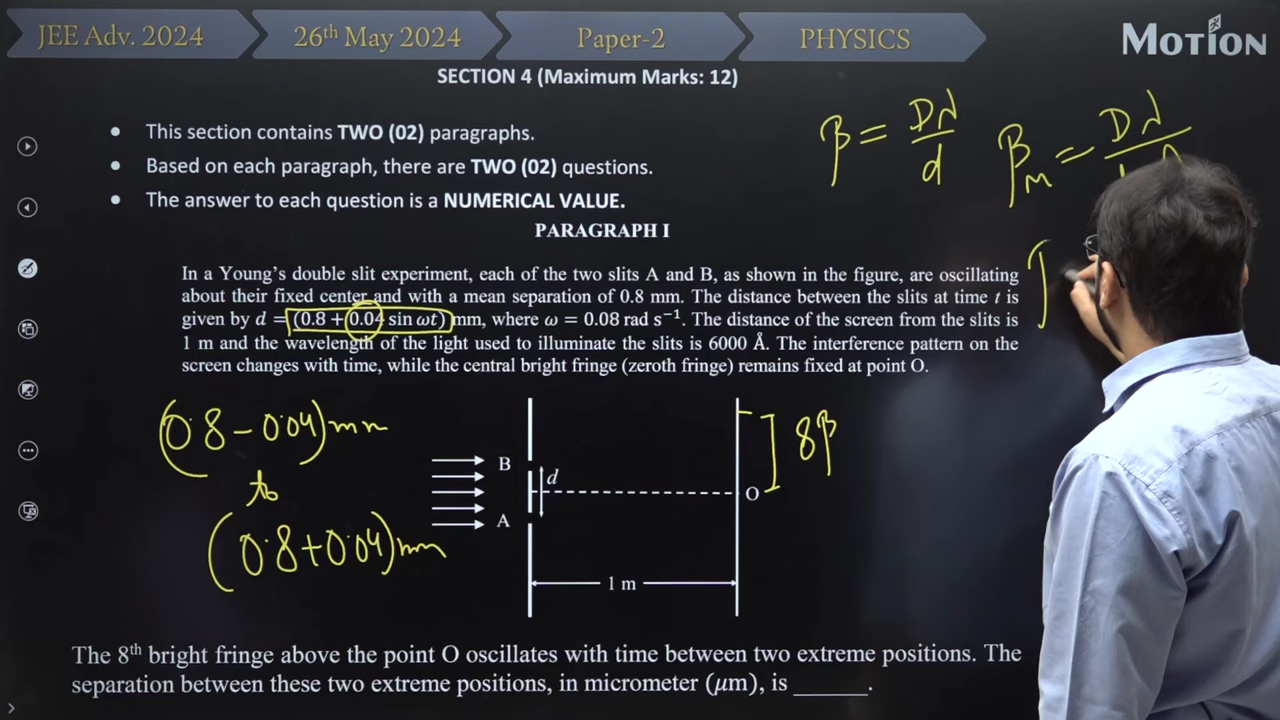 JEE Adv. 2024
26th May 2024
Paper-2
PHYSICS
MOTION
SECTION 4 (Maximum Marks: 12)
• This section contains TWO (02) paragraphs.
• Based on each paragraph, there are TWO (02) questions.
• The answer to each question is a NUMERICAL VALUE.
β = Dλ/d
β_M = Dλ/
PARAGRAPH I
In a Young's double slit experiment, each of the two slits A and B, as shown in the figure, are oscillating
about their fixed center and with a mean separation of 0.8 mm. The distance between the slits at time t is
given by d = (0.8 + 0.04 sin ωt) mm, where ω = 0.08 rad s⁻¹. The distance of the screen from the slits is
1 m and the wavelength of the light used to illuminate the slits is 6000 Å. The interference pattern on the
screen changes with time, while the central bright fringe (zeroth fringe) remains fixed at point O.
(0.8 - 0.04) mm
to
(0.8 + 0.04) mm
B
d
A
O
8β
1 m
The 8th bright fringe above the point O oscillates with time between two extreme positions. The
separation between these two extreme positions, in micrometer (μm), is ______.